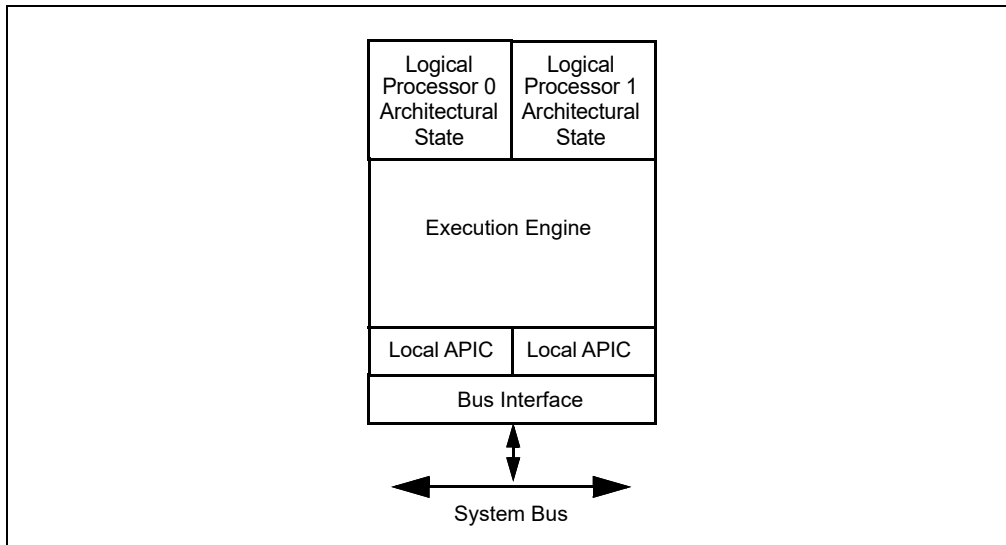 Logical
Processor 0
Architectural
State
Logical
Processor 1
Architectural
State
Execution Engine
Local APIC
Local APIC
Bus Interface
System Bus